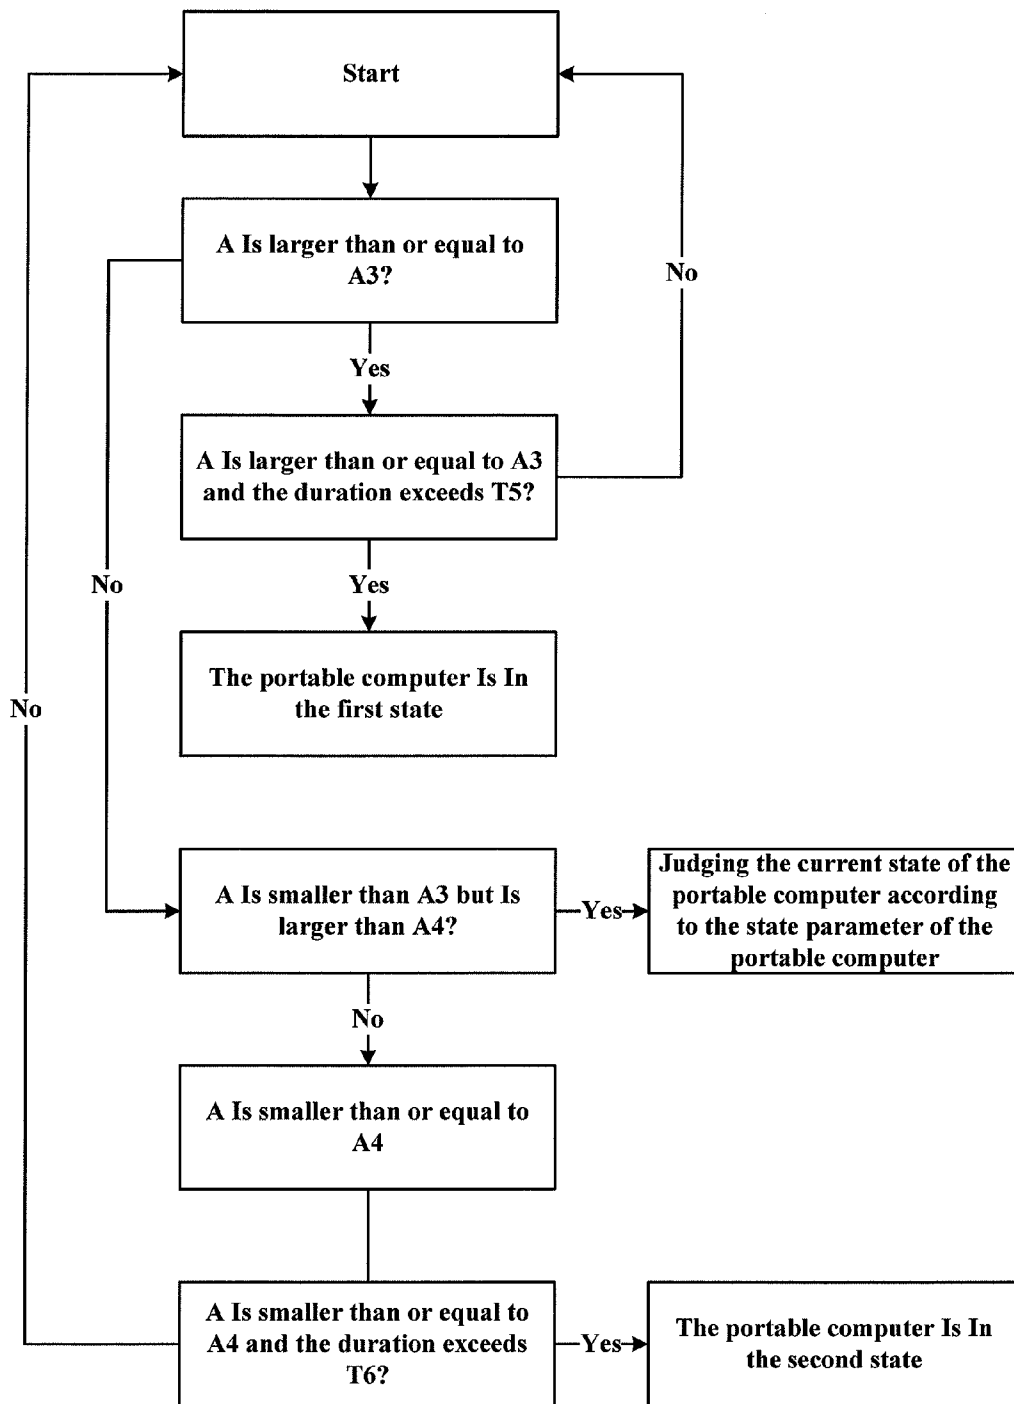 Start
A Is larger than or equal to
A3?
No
Yes
A Is larger than or equal to A3
and the duration exceeds T5?
No
Yes
The portable computer Is In
the first state
No
A Is smaller than A3 but Is
larger than A4?
Yes
Judging the current state of the
portable computer according
to the state parameter of the
portable computer
No
A Is smaller than or equal to
A4
A Is smaller than or equal to
A4 and the duration exceeds
T6?
Yes
The portable computer Is In
the second state